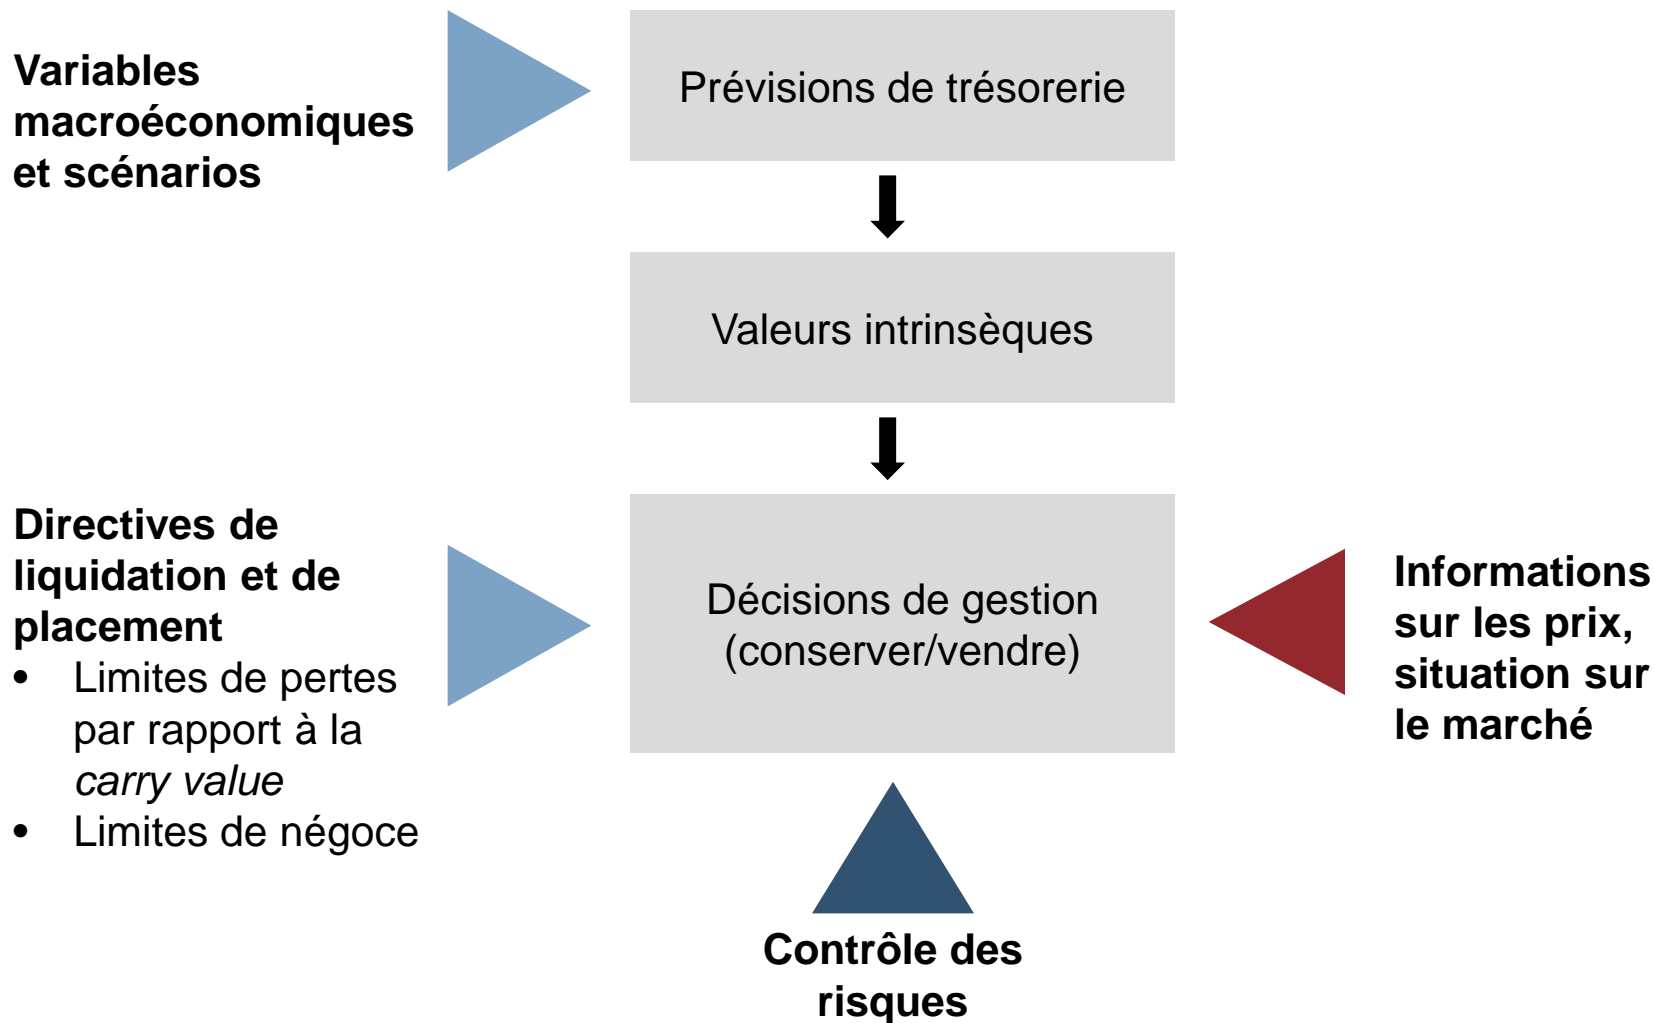 Variables
macroéconomiques
et scénarios
Prévisions de trésorerie
Valeurs intrinsèques
Directives de
liquidation et de
placement
• Limites de pertes
par rapport à la
carry value
• Limites de négoce
Décisions de gestion
(conserver/vendre)
Informations
sur les prix,
situation sur
le marché
Contrôle des
risques